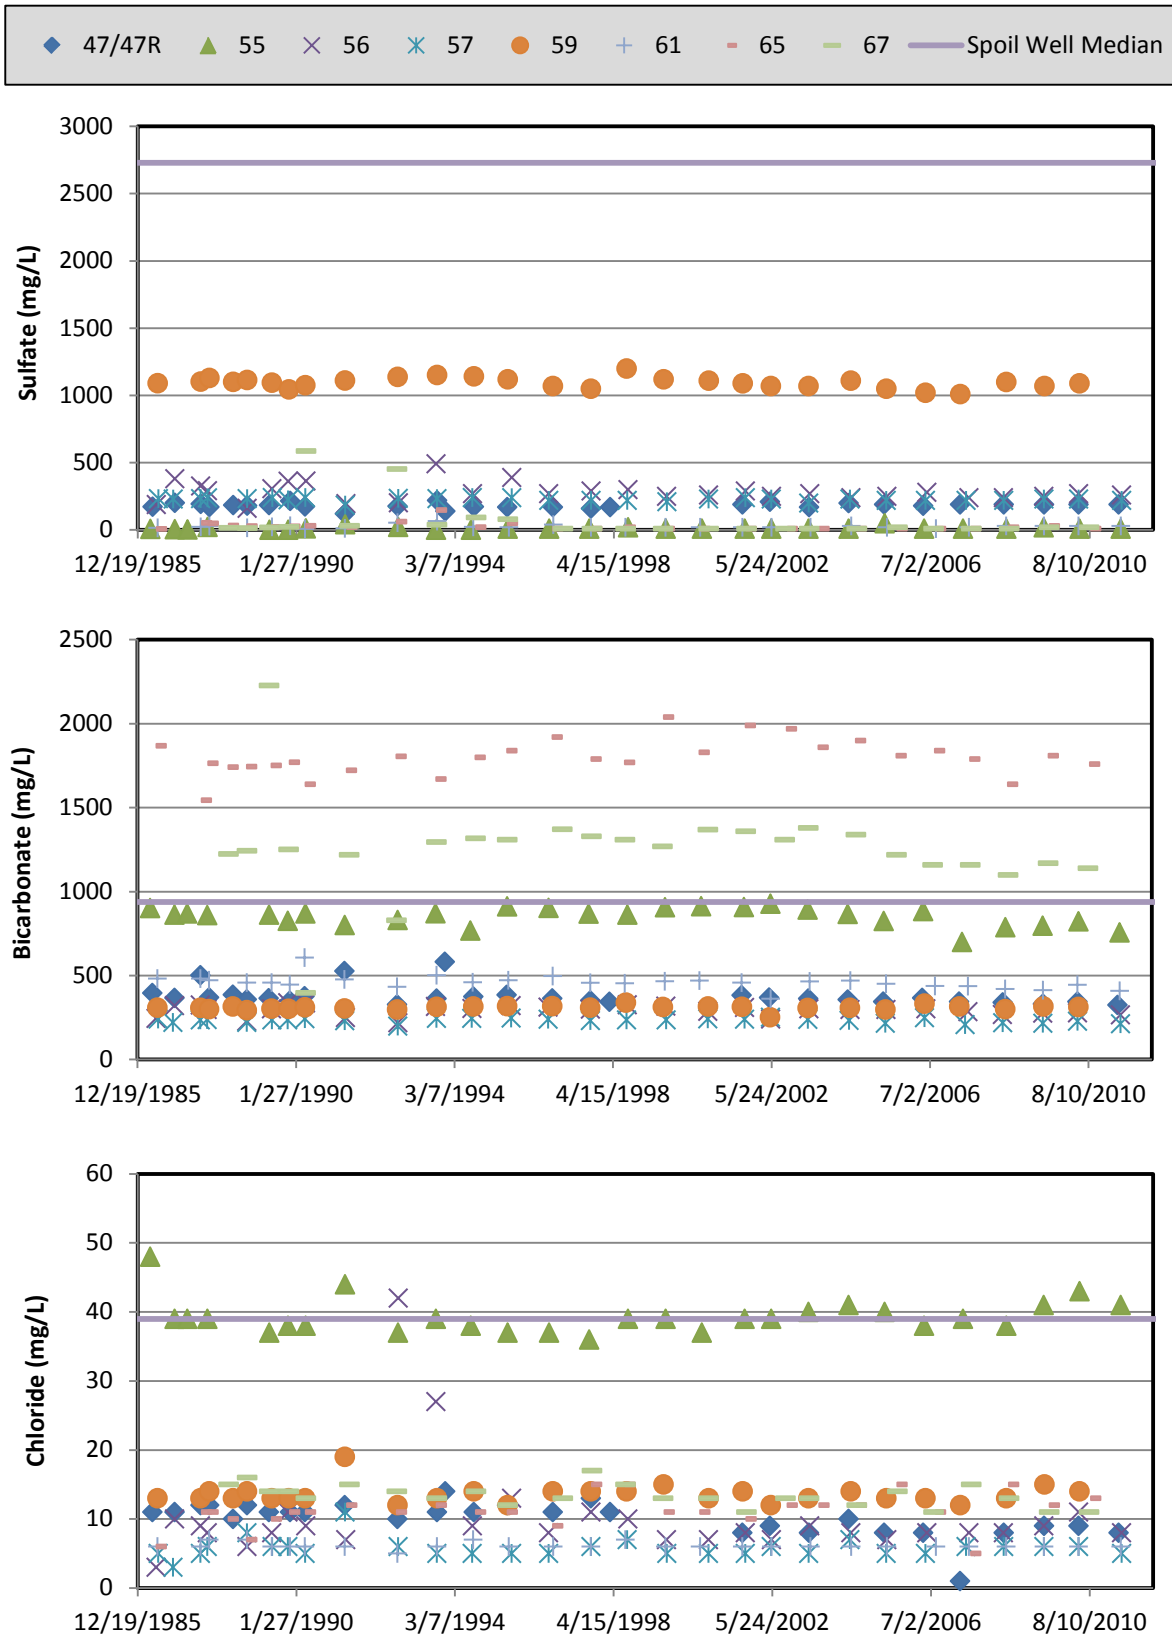 47/47R 55 56 57 59 61 65 67 Spoil Well Median
3000
2500
2000
1500
1000
500
0
Sulfate (mg/L)
12/19/1985 1/27/1990 3/7/1994 4/15/1998 5/24/2002 7/2/2006 8/10/2010
2500
2000
1500
1000
500
0
Bicarbonate (mg/L)
12/19/1985 1/27/1990 3/7/1994 4/15/1998 5/24/2002 7/2/2006 8/10/2010
60
50
40
30
20
10
0
Chloride (mg/L)
12/19/1985 1/27/1990 3/7/1994 4/15/1998 5/24/2002 7/2/2006 8/10/2010